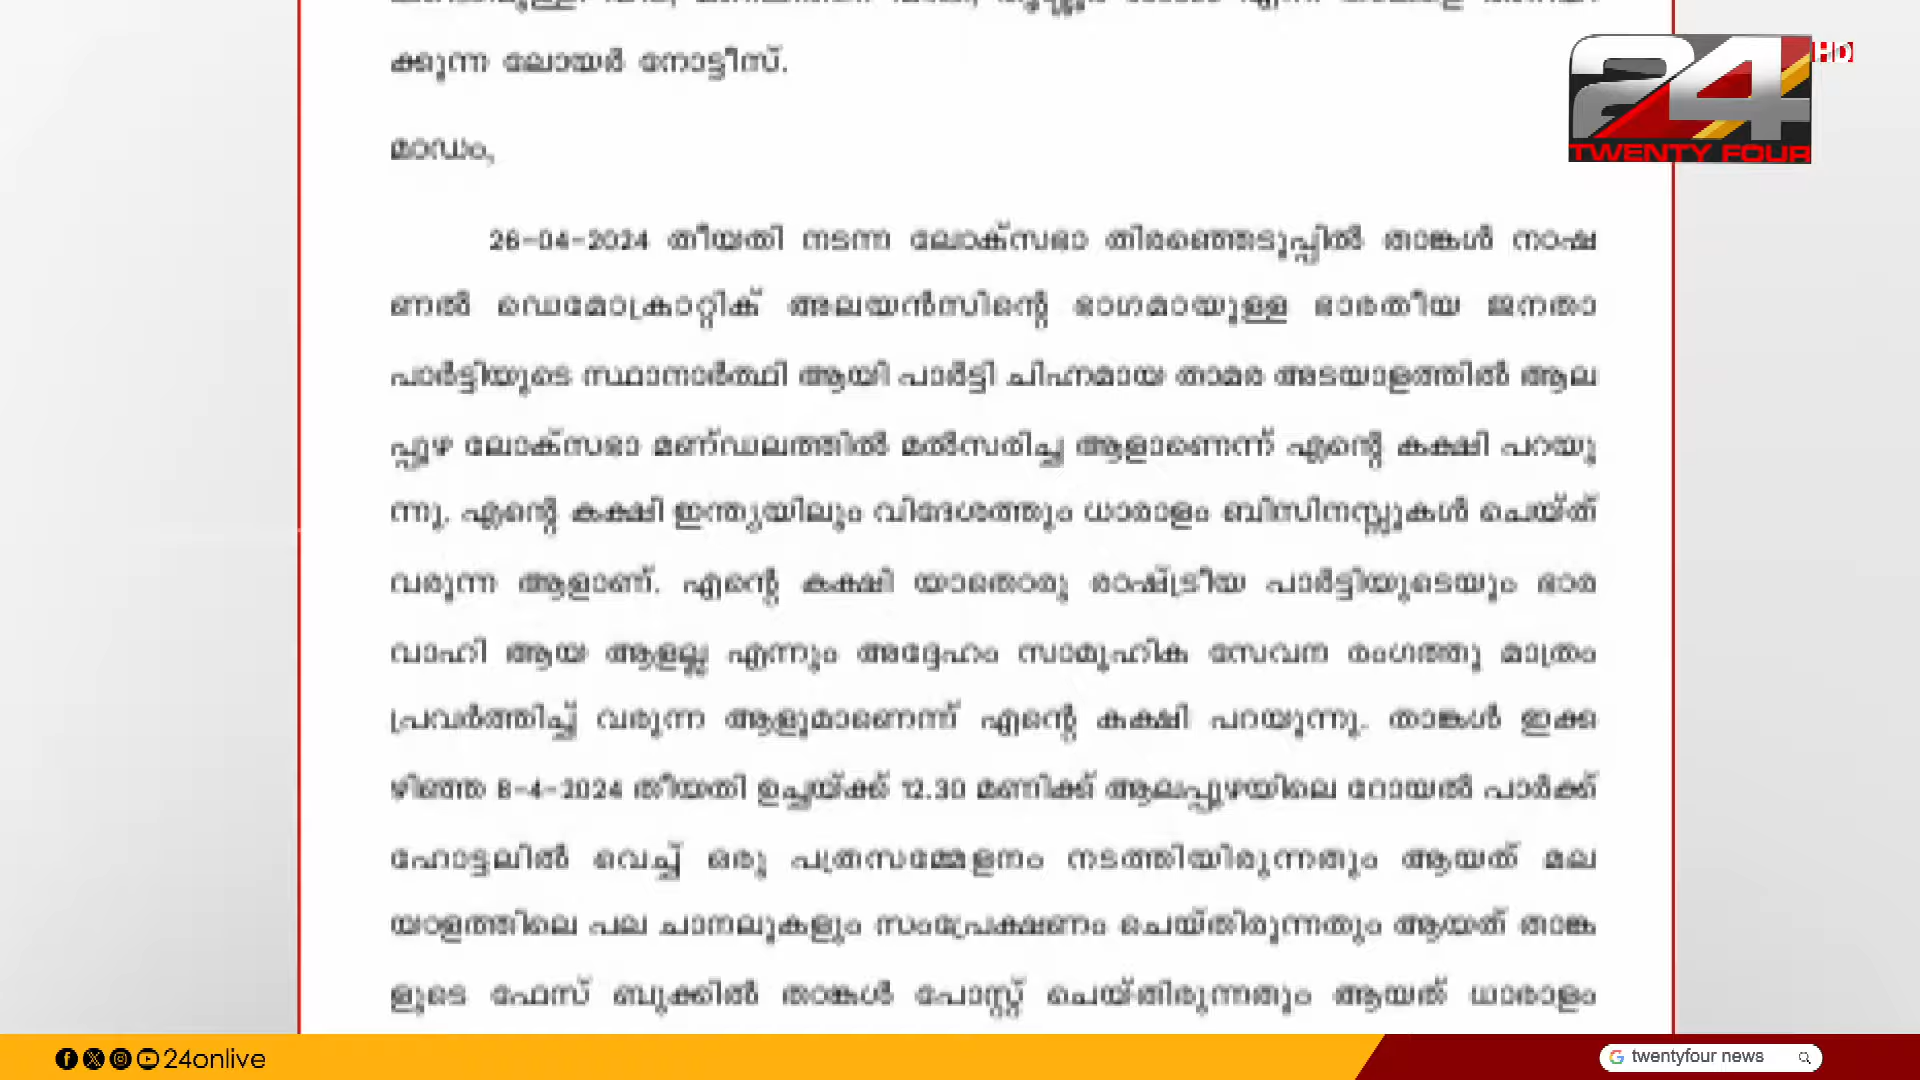 ക്കുന്ന ലോയർ നോട്ടീസ്.
മാഡം,
26-04-2024 തീയതി നടന്ന ലോക്സഭാ തിരഞ്ഞെടുപ്പിൽ താങ്കൾ നാഷ
ണൽ ഡെമോക്രാറ്റിക് അലയൻസിന്റെ ഭാഗമായുള്ള ഭാരതീയ ജനതാ
പാർട്ടിയുടെ സ്ഥാനാർത്ഥി ആയി പാർട്ടി ചിഹ്നമായ താമര അടയാളത്തിൽ ആല
പ്പുഴ ലോക്സഭാ മണ്ഡലത്തിൽ മൽസരിച്ച ആളാണെന്ന് എന്റെ കക്ഷി പറയു
ന്നു. എന്റെ കക്ഷി ഇന്ത്യയിലും വിദേശത്തും ധാരാളം ബിസിനസ്സുകൾ ചെയ്ത്
വരുന്ന ആളാണ്. എന്റെ കക്ഷി യാതൊരു രാഷ്ട്രീയ പാർട്ടിയുടെയും ഭാര
വാഹി ആയ ആളല്ല എന്നും അദ്ദേഹം സാമൂഹിക സേവന രംഗത്തു മാത്രം
പ്രവർത്തിച്ച് വരുന്ന ആളുമാണെന്ന് എന്റെ കക്ഷി പറയുന്നു. താങ്കൾ ഇക്ക
ഴിഞ്ഞ 8-4-2024 തീയതി ഉച്ചയ്ക്ക് 12.30 മണിക്ക് ആലപ്പുഴയിലെ റോയൽ പാർക്ക്
ഹോട്ടലിൽ വെച്ച് ഒരു പത്രസമ്മേളനം നടത്തിയിരുന്നതും ആയത് മല
യാളത്തിലെ പല ചാനലുകളും സംപ്രേക്ഷണം ചെയ്തിരുന്നതും ആയത് താങ്ക
ളുടെ ഫേസ് ബുക്കിൽ താങ്കൾ പോസ്റ്റ് ചെയ്തിരുന്നതും ആയത് ധാരാളം
24 HD
TWENTY FOUR
24onlive
twentyfour news